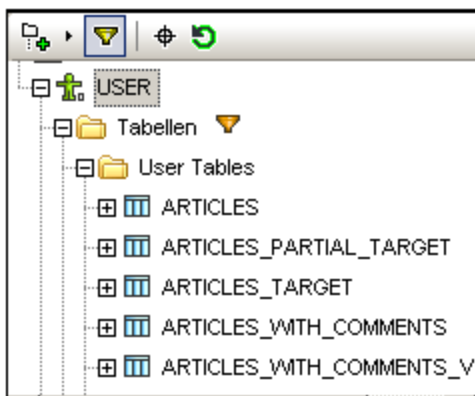 USER
Tabellen
User Tables
ARTICLES
ARTICLES_PARTIAL_TARGET
ARTICLES_TARGET
ARTICLES_WITH_COMMENTS
ARTICLES_WITH_COMMENTS_V